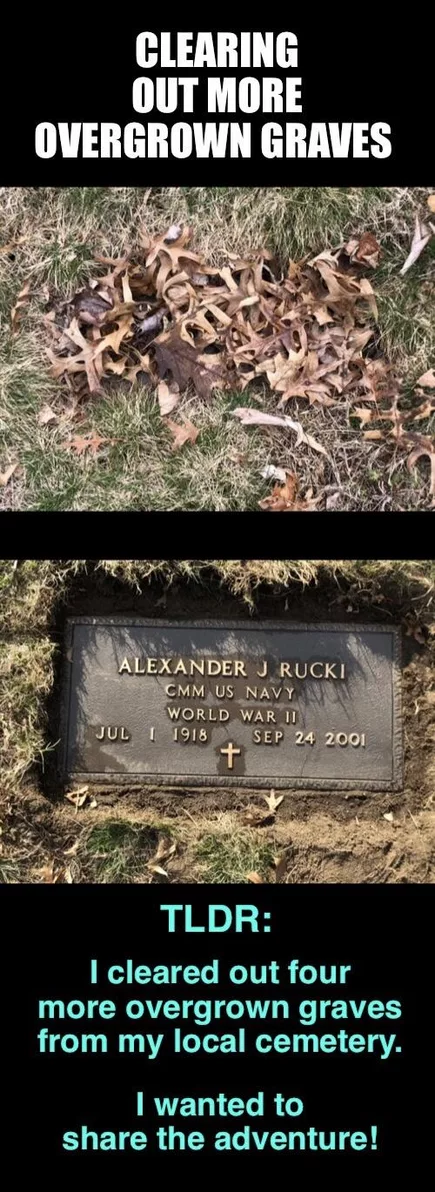 CLEARING
OUT MORE
OVERGROWN GRAVES
ALEXANDER J RUCKI
CMM US NAVY
WORLD WAR II
JUL 1 1918 SEP 24 2001
TLDR:
I cleared out four
more overgrown graves
from my local cemetery.
I wanted to
share the adventure!